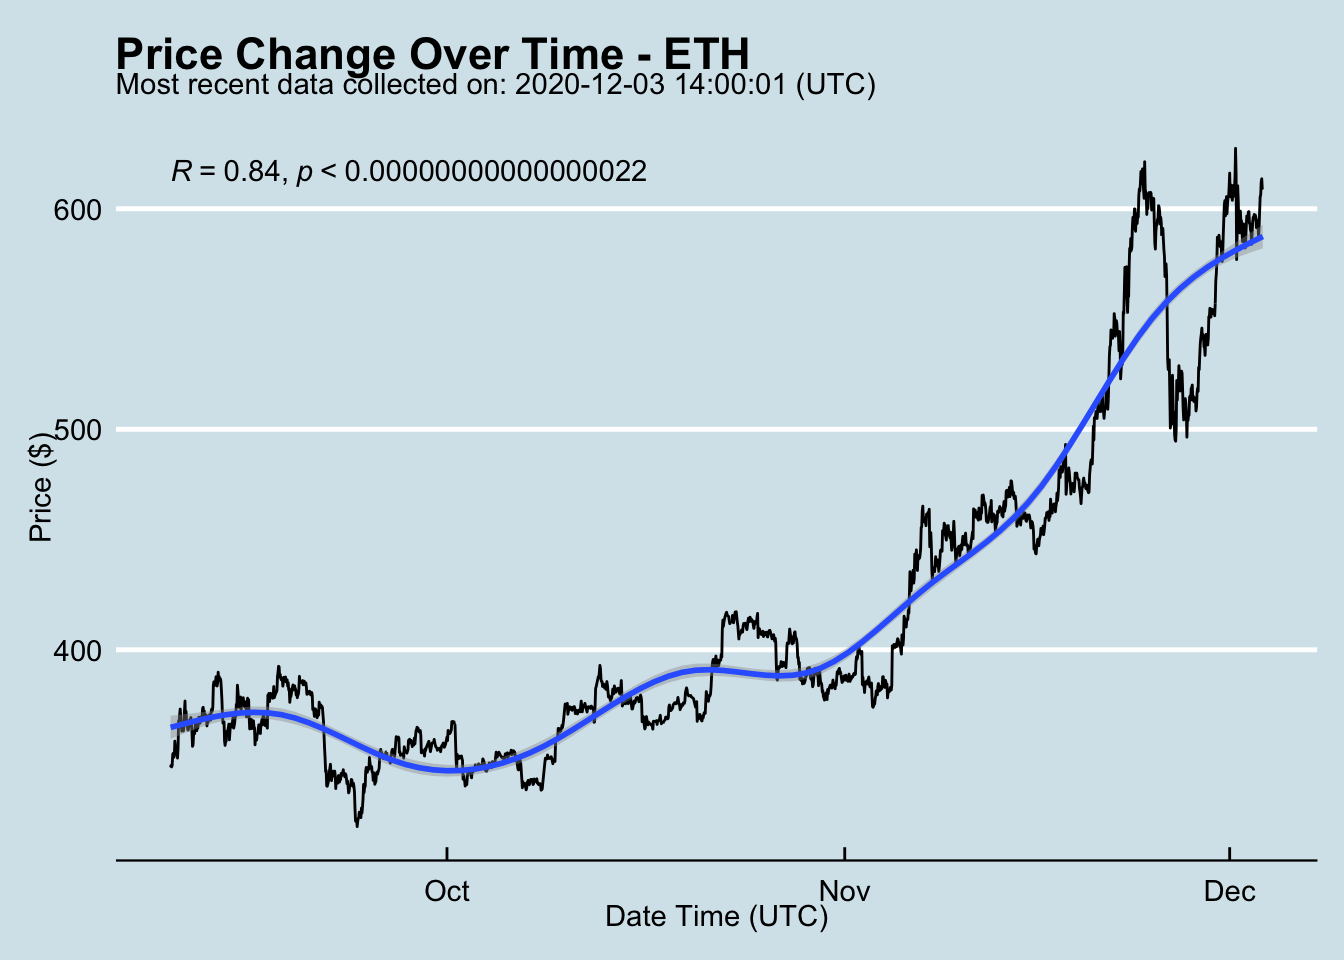 Price Change Over Time - ETH
Most recent data collected on: 2020-12-03 14:00:01 (UTC)
R = 0.84, p < 0.00000000000000022
600
500
400
Price ($)
Oct
Nov
Dec
Date Time (UTC)